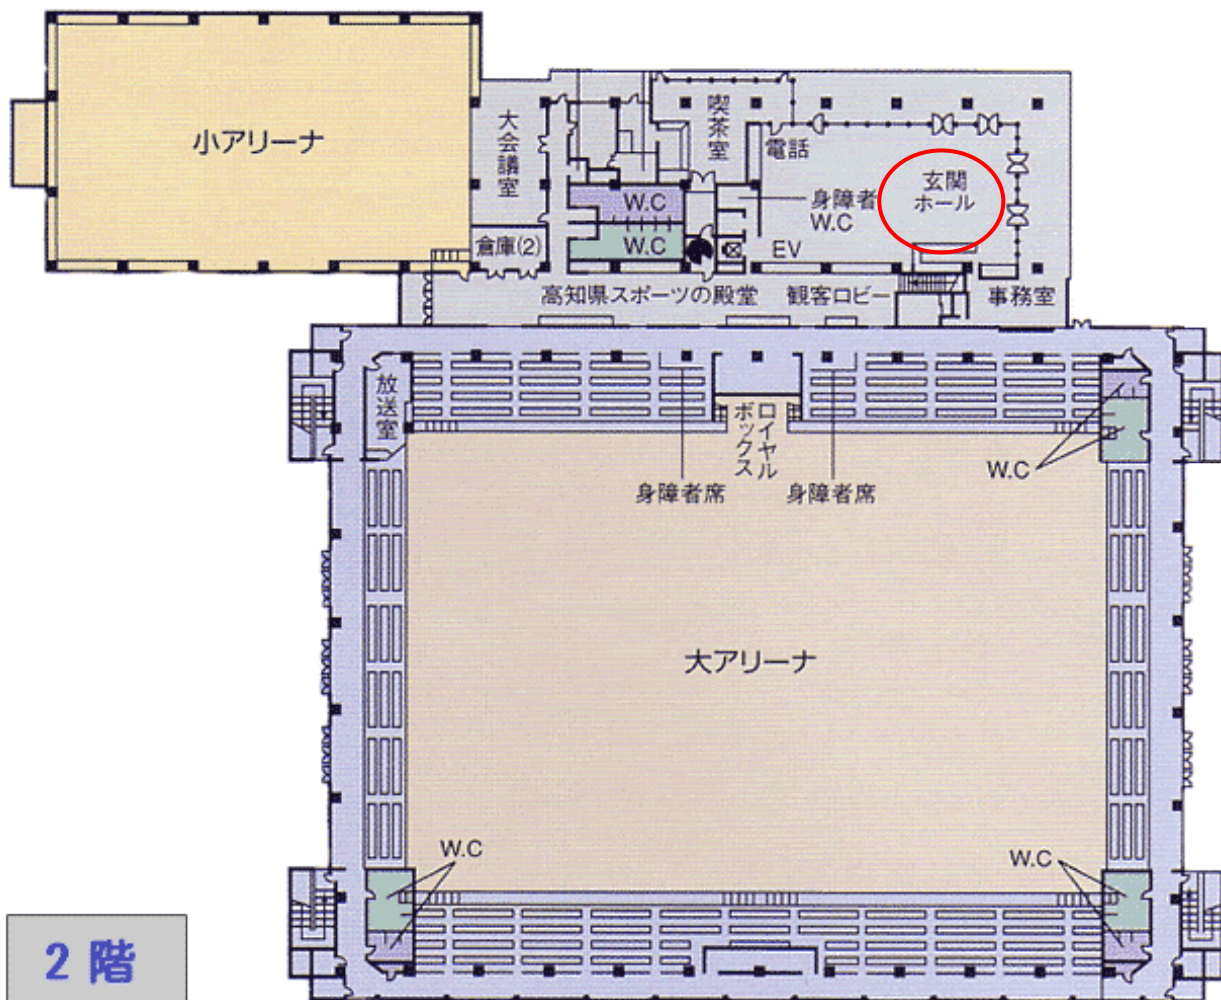 小アリーナ
大会議室
喫茶室
電話
玄関
ホール
W.C
身障者
W.C
W.C
倉庫(2)
EV
高知県スポーツの殿堂
観客ロビー
事務室
放送室
ロイヤル
ボックス
W.C
身障者席
身障者席
大アリーナ
W.C
W.C
2階